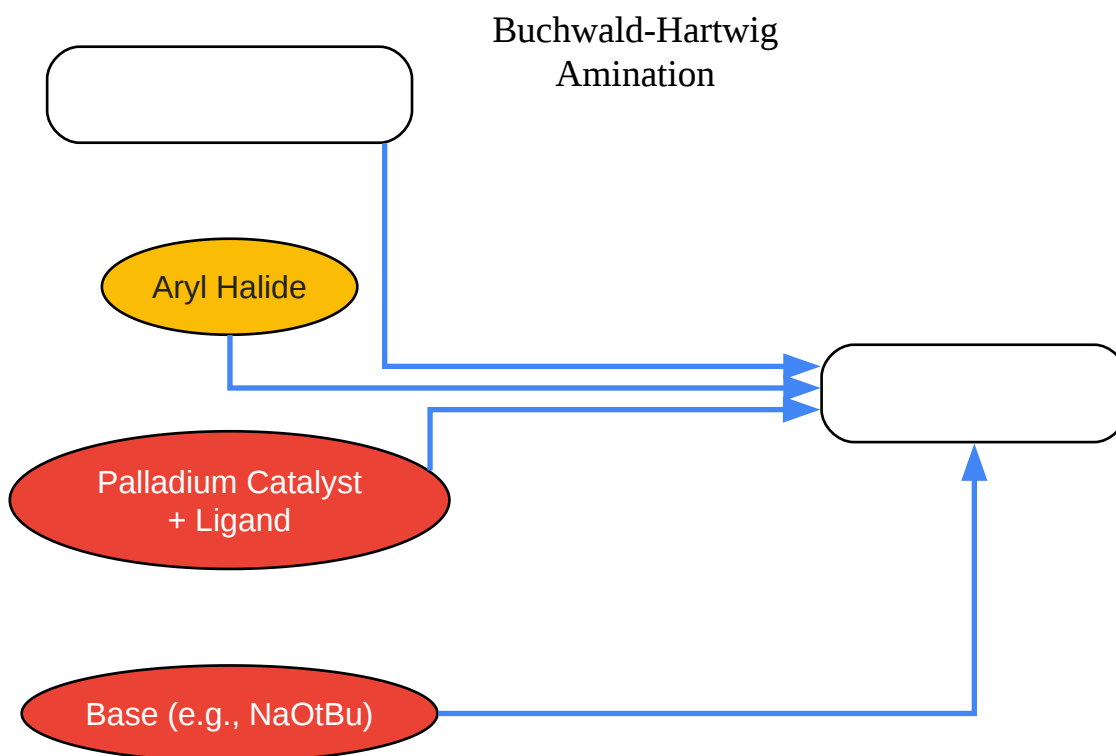 Buchwald-Hartwig
Amination
Aryl Halide
Palladium Catalyst
+ Ligand
Base (e.g., NaOtBu)